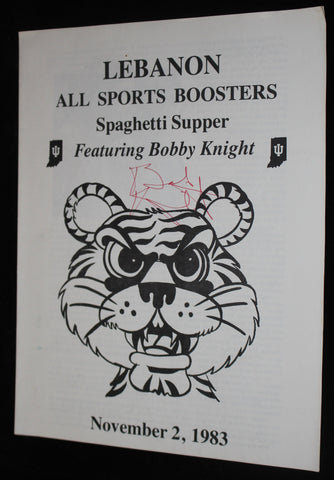 LEBANON
ALL SPORTS BOOSTERS
Spaghetti Supper
Featuring Bobby Knight
November 2, 1983